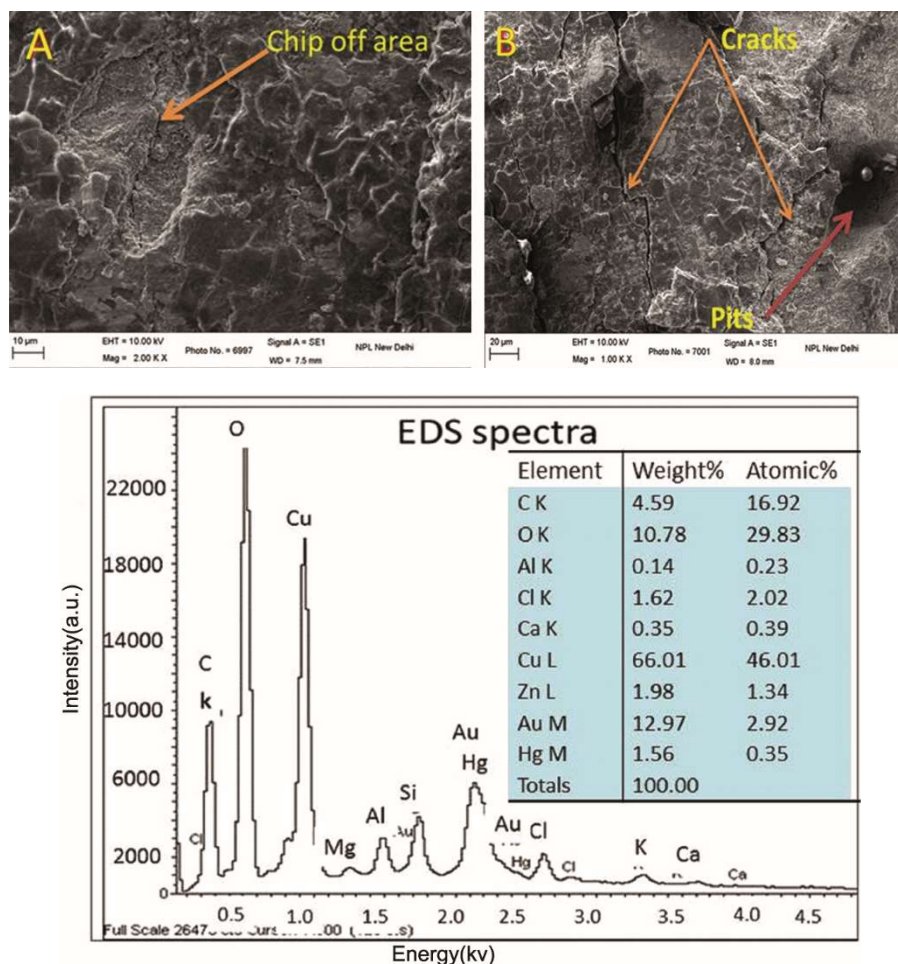 A
Chip off area
10 µm
EHT = 10.00 kV
Mag = 2.00 K X
Photo No. = 6997
Signal A = SE1
WD = 7.5 mm
NPL New Delhi
B
Cracks
Pits
20 µm
EHT = 10.00 kV
Mag = 1.00 K X
Photo No. = 7001
Signal A = SE1
WD = 8.0 mm
NPL New Delhi
EDS spectra
Element Weight% Atomic%
C K 4.59 16.92
O K 10.78 29.83
Al K 0.14 0.23
Cl K 1.62 2.02
Ca K 0.35 0.39
Cu L 66.01 46.01
Zn L 1.98 1.34
Au M 12.97 2.92
Hg M 1.56 0.35
Totals 100.00
Intensity(a.u.)
22000
18000
14000
10000
6000
2000
0
O
Cu
C
k
Cl
Mg
Al
Au
Si
Au
Hg
Au
Hg
Cl
Cl
K
Ca
Ca
0.5 1.0 1.5 2.0 2.5 3.0 3.5 4.0 4.5
Full Scale
Energy(kv)